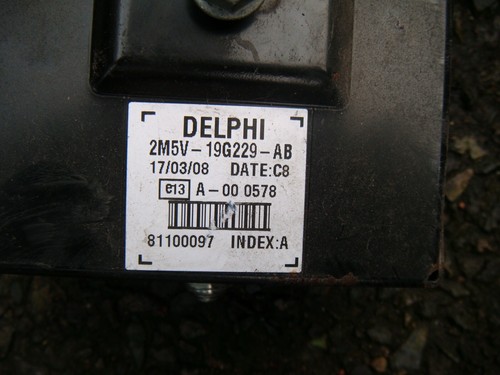 DELPHI
2M5V-19G229-AB
17/03/08 DATE:C8
e13 A-00 0578
81100097 INDEX:A